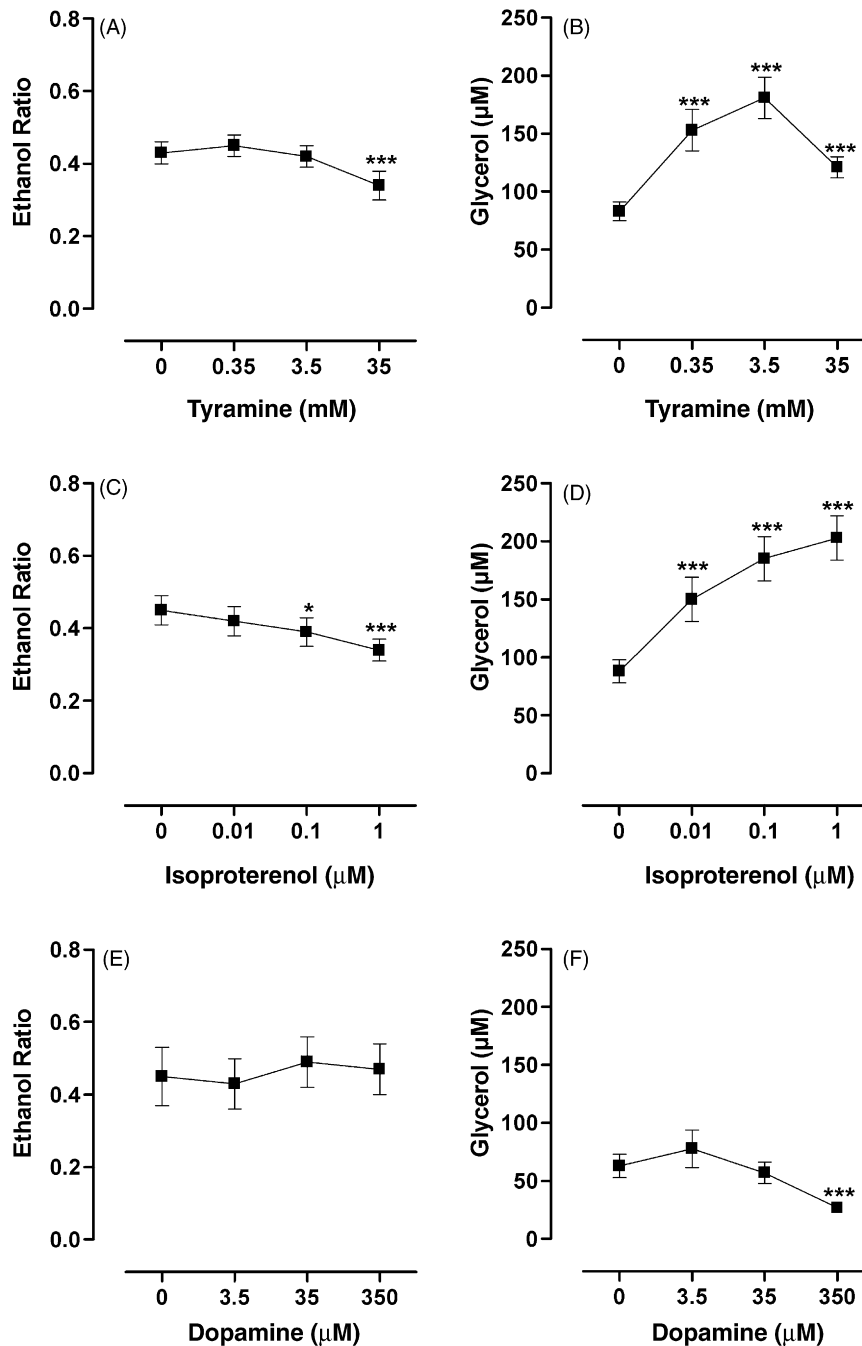 (A)
Ethanol Ratio
0.8
0.6
0.4
0.2
0.0
***
0 0.35 3.5 35
Tyramine (mM)
(B)
Glycerol (µM)
250
200
150
100
50
0
*** *** ***
0 0.35 3.5 35
Tyramine (mM)
(C)
Ethanol Ratio
0.8
0.6
0.4
0.2
0.0
* ***
0 0.01 0.1 1
Isoproterenol (µM)
(D)
Glycerol (µM)
250
200
150
100
50
0
*** *** ***
0 0.01 0.1 1
Isoproterenol (µM)
(E)
Ethanol Ratio
0.8
0.6
0.4
0.2
0.0
0 3.5 35 350
Dopamine (µM)
(F)
Glycerol (µM)
250
200
150
100
50
0
***
0 3.5 35 350
Dopamine (µM)